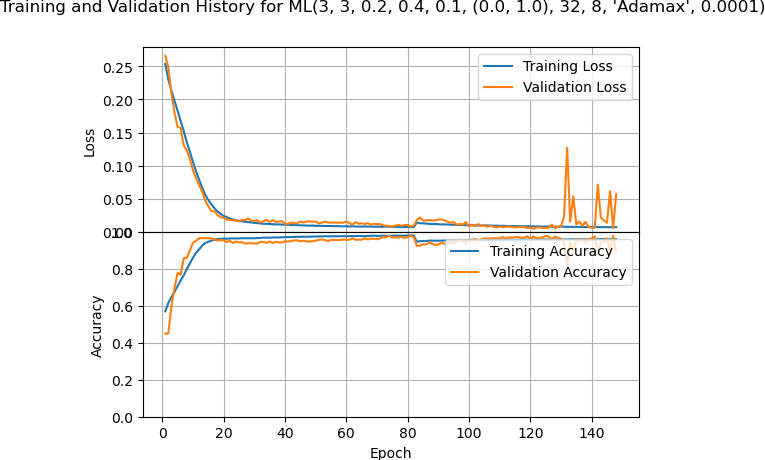 Training and Validation History for ML(3, 3, 0.2, 0.4, 0.1, (0.0, 1.0), 32, 8, 'Adamax', 0.0001)
Training Loss
Validation Loss
Loss
0.25
0.20
0.15
0.10
0.05
0.00
1.0
Training Accuracy
Validation Accuracy
Accuracy
0.8
0.6
0.4
0.2
0.0
0 20 40 60 80 100 120 140
Epoch